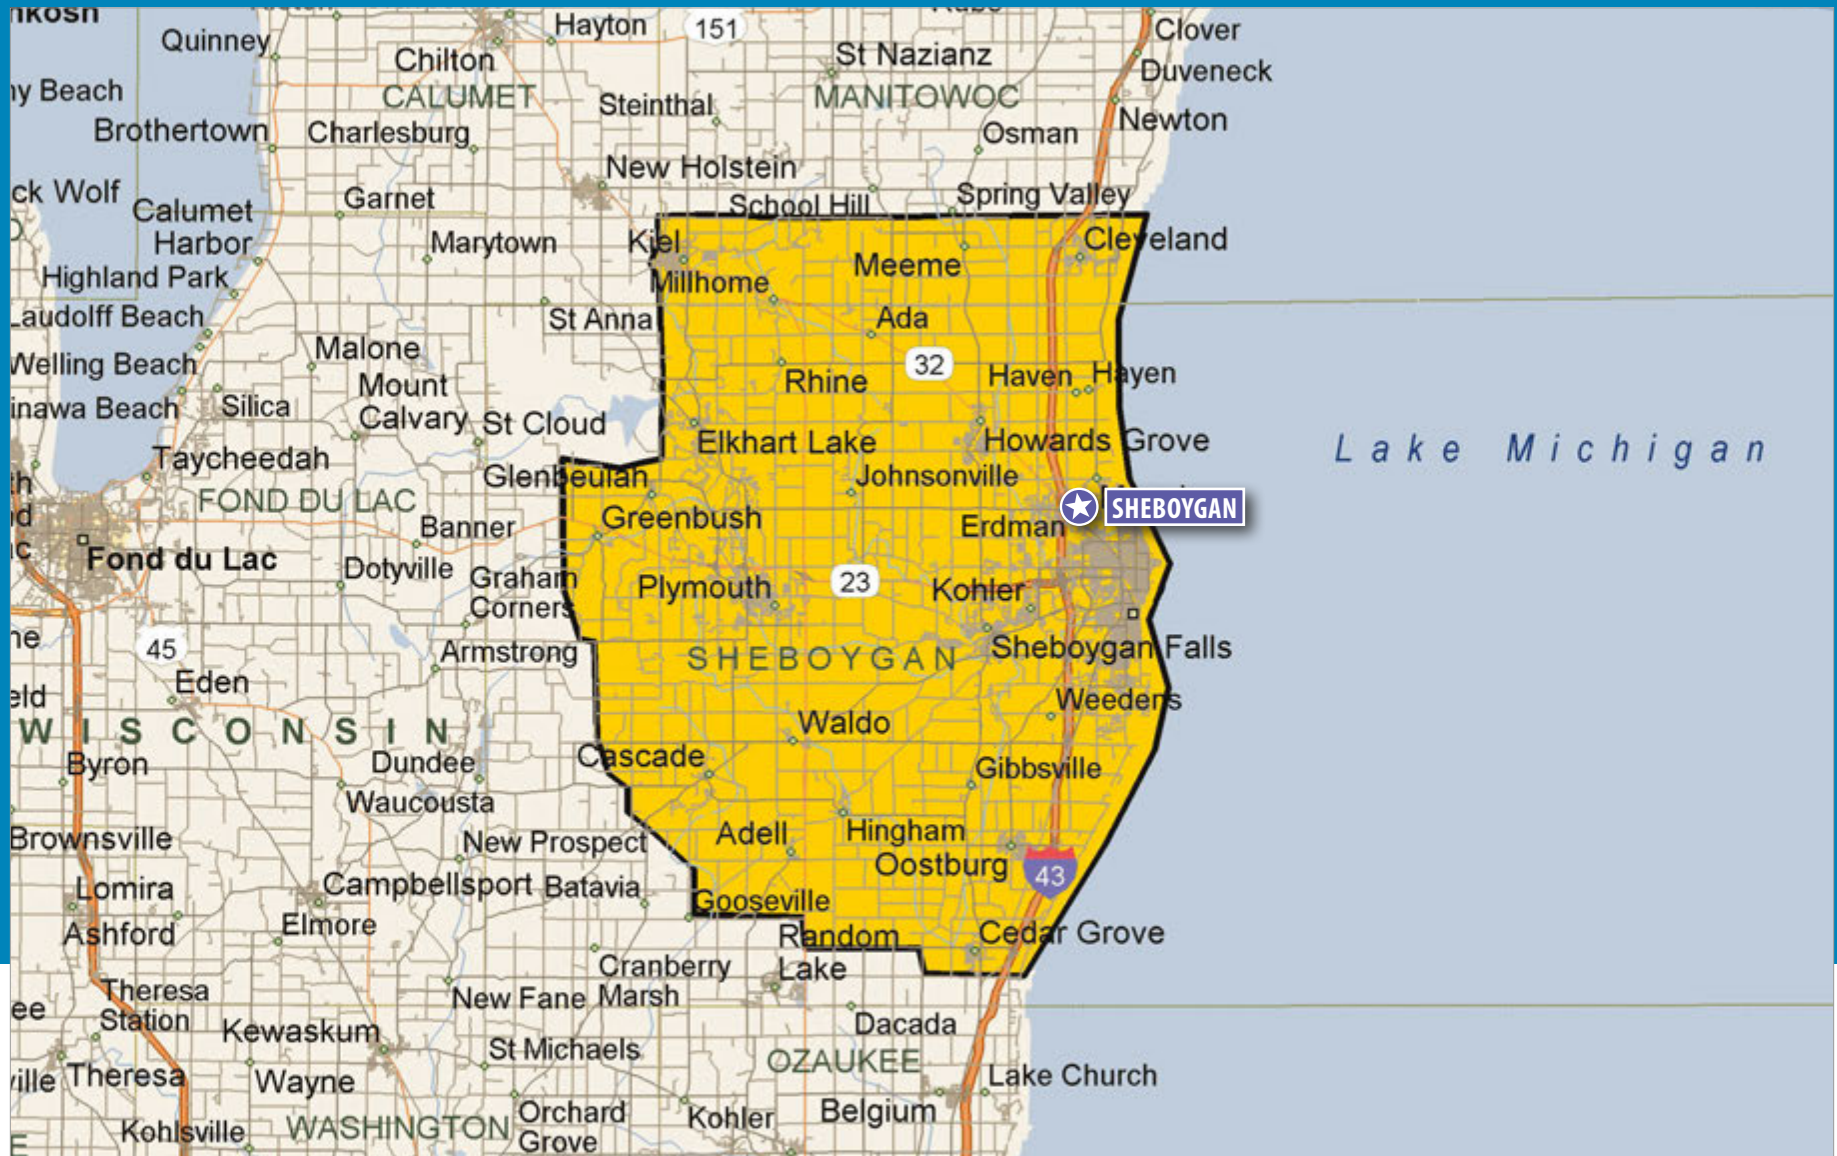 Quinney
Hayton
151
Clover
Chilton
St Nazianz
Duveneck
CALUMET
Steinthal
MANITOWOC
Newton
Brothertown
Charlesburg
Osman
New Holstein
Garnet
Spring Valley
Calumet
Harbor
School Hill
Marytown
Kiel
Cleveland
Highland Park
Millhome
Meeme
St Anna
Ada
Malone
32
Welling Beach
Mount
Calvary
Rhine
Haven
Hayen
Silica
St Cloud
Elkhart Lake
Howards Grove
Lake Michigan
Taycheedah
Glenbeulah
Johnsonville
FOND DU LAC
Banner
Greenbush
Erdman
SHEBOYGAN
Fond du Lac
Dotyville
Graham
Corners
Plymouth
23
Kohler
45
Armstrong
SHEBOYGAN
Sheboygan Falls
Eden
Weedens
WISCONSIN
Waldo
Byron
Dundee
Cascade
Gibbsville
Waucousta
Brownsville
New Prospect
Adell
Hingham
Oostburg
43
Lomira
Campbellsport
Batavia
Gooseville
Ashford
Elmore
Random
Lake
Cedar Grove
Cranberry
Marsh
Theresa
Station
New Fane
Kewaskum
Dacada
St Michaels
OZAUKEE
Theresa
Wayne
Lake Church
Orchard
Grove
Kohler
Belgium
Kohlsville
WASHINGTON